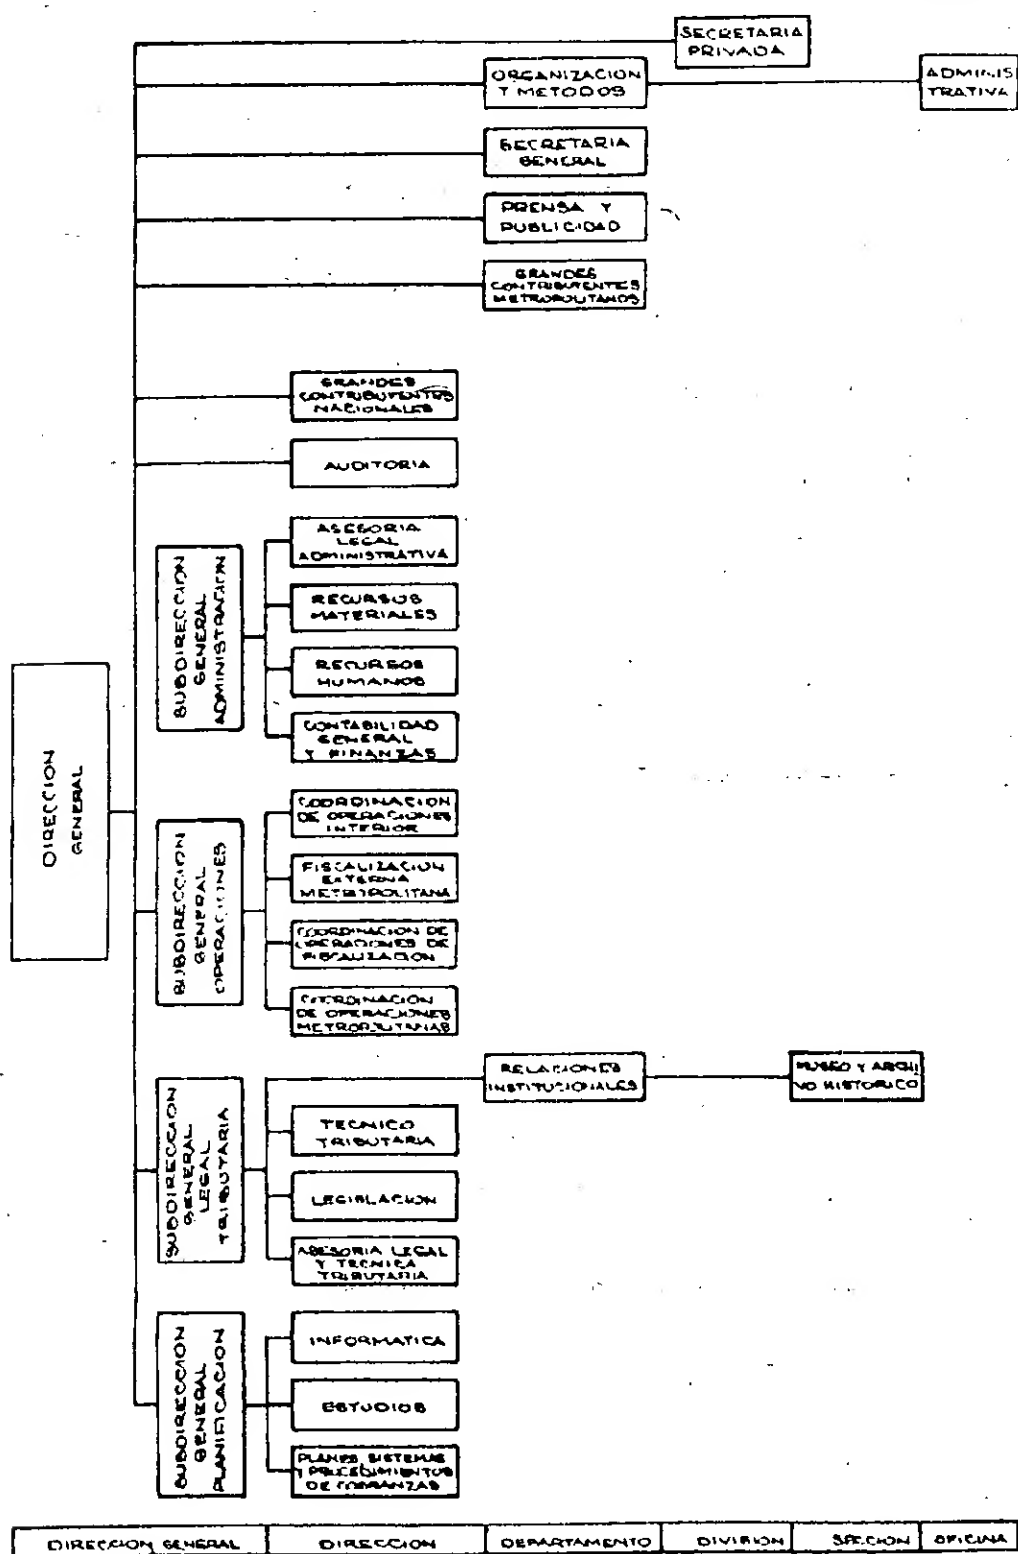 SECRETARIA
PRIVADA
ORGANIZACION
Y METODOS
ADMINIS
TRATIVA
SECRETARIA
GENERAL
PRENSA Y
PUBLICIDAD
GRANDES
CONTRIBUYENTES
METROPOLITANOS
GRANDES
CONTRIBUYENTES
NACIONALES
AUDITORIA
SUBDIRECCION
GENERAL
ADMINISTRACION
ASESORIA
LEGAL
ADMINISTRATIVA
RECURSOS
MATERIALES
RECURSOS
HUMANOS
CONTABILIDAD
GENERAL
Y FINANZAS
DIRECCION
GENERAL
SUBDIRECCION
GENERAL
OPERACIONES
COORDINACION
DE OPERACIONES
INTERIOR
FISCALIZACION
EXTERNA
METROPOLITANA
COORDINACION DE
OPERACIONES DE
FISCALIZACION
COORDINACION
DE OPERACIONES
METROPOLITANAS
SUBDIRECCION
GENERAL
LEGAL
TRIBUTARIA
RELACIONES
INSTITUCIONALES
MUSEO Y ARCHI
VO HISTORICO
TECNICO
TRIBUTARIA
LEGISLACION
ASESORIA LEGAL
Y TECNICA
TRIBUTARIA
SUBDIRECCION
GENERAL
PLANIFICACION
INFORMATICA
ESTUDIOS
PLANES, SISTEMAS
Y PROCEDIMIENTOS
DE COBRANZAS
DIRECCION GENERAL DIRECCION DEPARTAMENTO DIVISION SECCION OFICINA